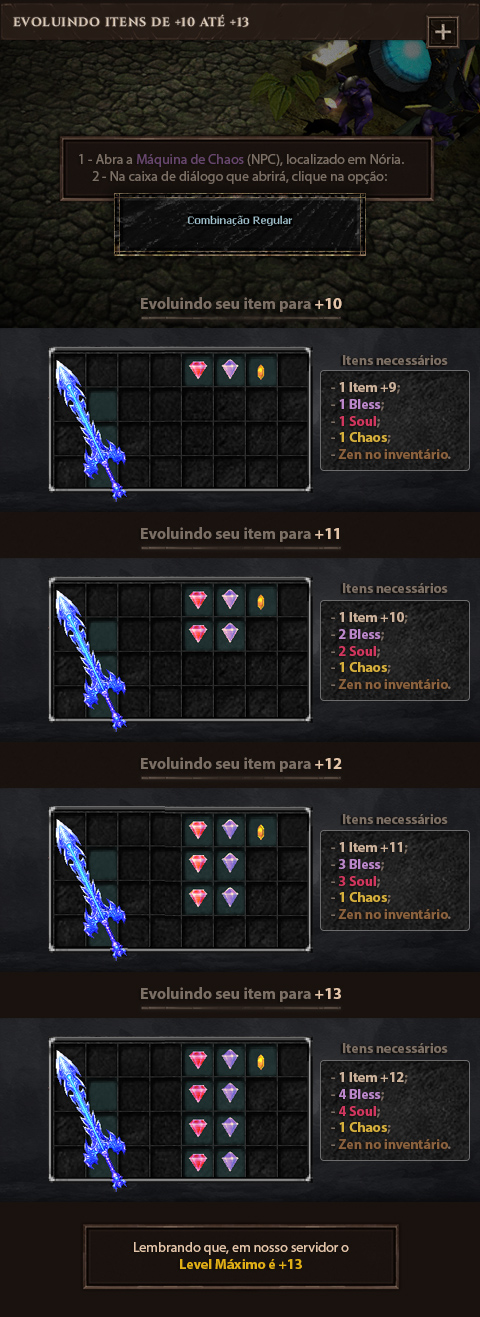 EVOLUINDO ITENS DE +10 ATÉ +13
1 - Abra a Máquina de Chaos (NPC), localizado em Nória.
2 - Na caixa de diálogo que abrirá, clique na opção:
Combinação Regular
Evoluindo seu item para +10
Itens necessários
- 1 Item +9;
- 1 Bless;
- 1 Soul;
- 1 Chaos;
- Zen no inventário.
Evoluindo seu item para +11
Itens necessários
- 1 Item +10;
- 2 Bless;
- 2 Soul;
- 1 Chaos;
- Zen no inventário.
Evoluindo seu item para +12
Itens necessários
- 1 Item +11;
- 3 Bless;
- 3 Soul;
- 1 Chaos;
- Zen no inventário.
Evoluindo seu item para +13
Itens necessários
- 1 Item +12;
- 4 Bless;
- 4 Soul;
- 1 Chaos;
- Zen no inventário.
Lembrando que, em nosso servidor o
Level Máximo é +13